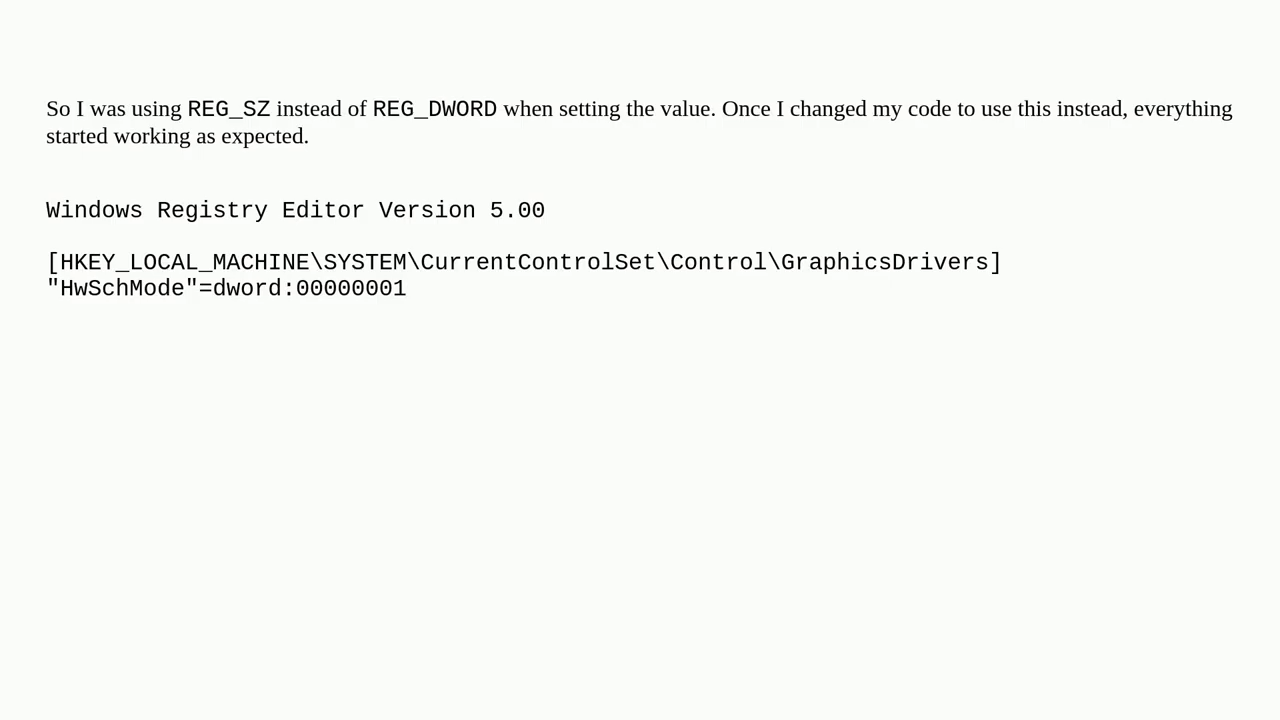 So I was using REG_SZ instead of REG_DWORD when setting the value. Once I changed my code to use this instead, everything
started working as expected.
Windows Registry Editor Version 5.00
[HKEY_LOCAL_MACHINE\SYSTEM\CurrentControlSet\Control\GraphicsDrivers]
"HwSchMode"=dword:00000001